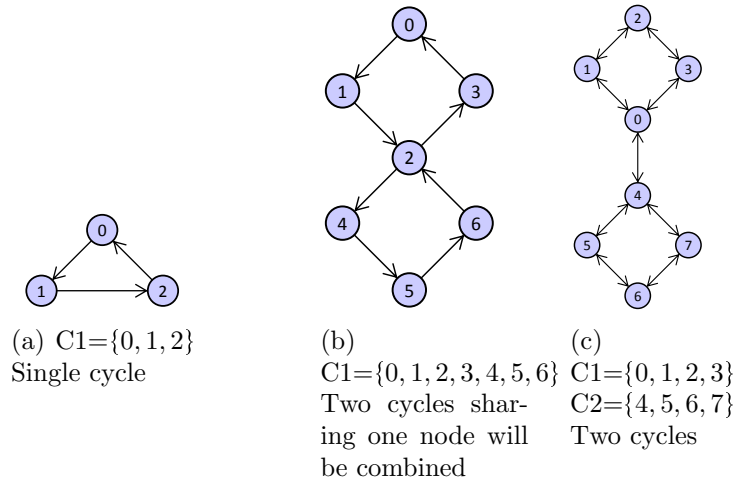 0
1
2
0
1
3
2
4
6
5
2
1
3
0
4
5
7
6
(a) C1={0, 1, 2}
Single cycle
(b)
C1={0, 1, 2, 3, 4, 5, 6}
Two cycles shar-
ing one node will
be combined
(c)
C1={0, 1, 2, 3}
C2={4, 5, 6, 7}
Two cycles